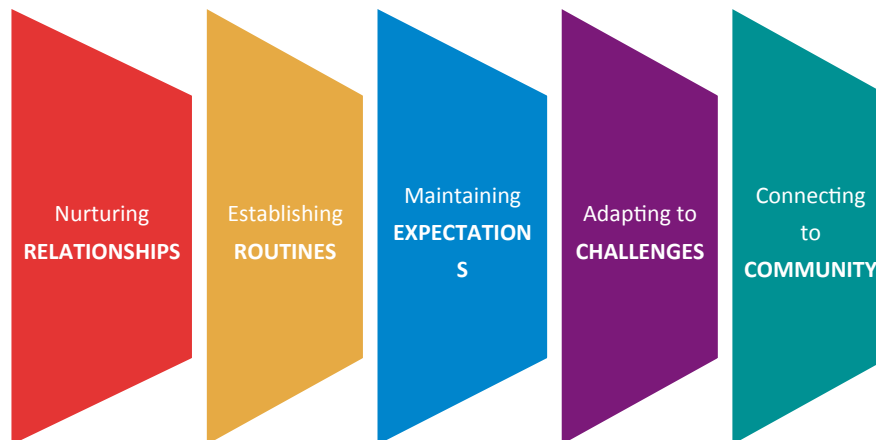 Nurturing
RELATIONSHIPS
Establishing
ROUTINES
Maintaining
EXPECTATION
S
Adapting to
CHALLENGES
Connecting
to
COMMUNITY